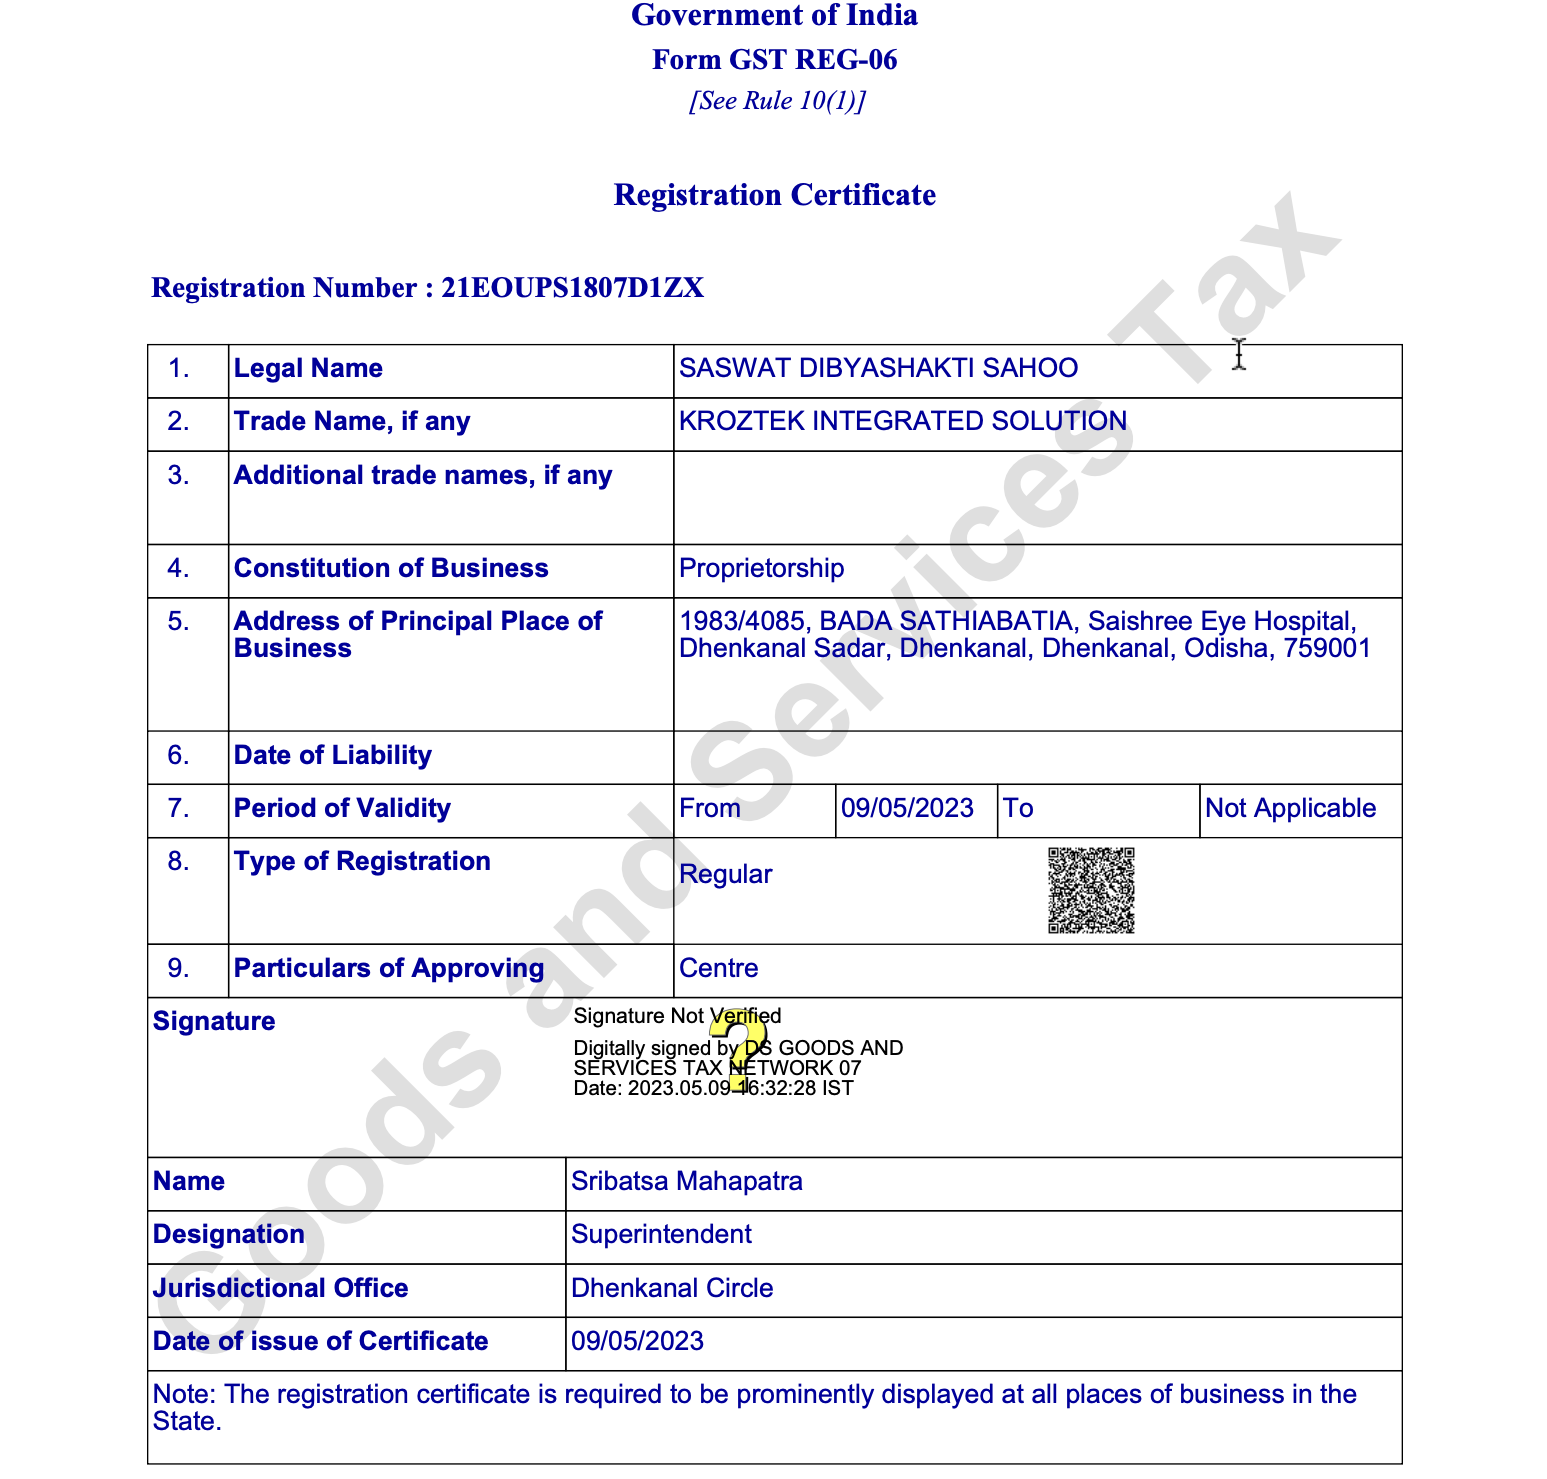 Government of India
Form GST REG-06
[See Rule 10(1)]
Registration Certificate
Registration Number : 21EOUPS1807D1ZX
1. Legal Name SASWAT DIBYASHAKTI SAHOO
2. Trade Name, if any KROZTEK INTEGRATED SOLUTION
3. Additional trade names, if any
4. Constitution of Business Proprietorship
5. Address of Principal Place of Business 1983/4085, BADA SATHIABATIA, Saishree Eye Hospital,
Dhenkanal Sadar, Dhenkanal, Dhenkanal, Odisha, 759001
6. Date of Liability
7. Period of Validity From 09/05/2023 To Not Applicable
8. Type of Registration Regular
9. Particulars of Approving Centre
Signature
Signature Not Verified
Digitally signed by DS GOODS AND
SERVICES TAX NETWORK 07
Date: 2023.05.09 16:32:28 IST
Name Sribatsa Mahapatra
Designation Superintendent
Jurisdictional Office Dhenkanal Circle
Date of issue of Certificate 09/05/2023
Note: The registration certificate is required to be prominently displayed at all places of business in the
State.
Goods and Services Tax